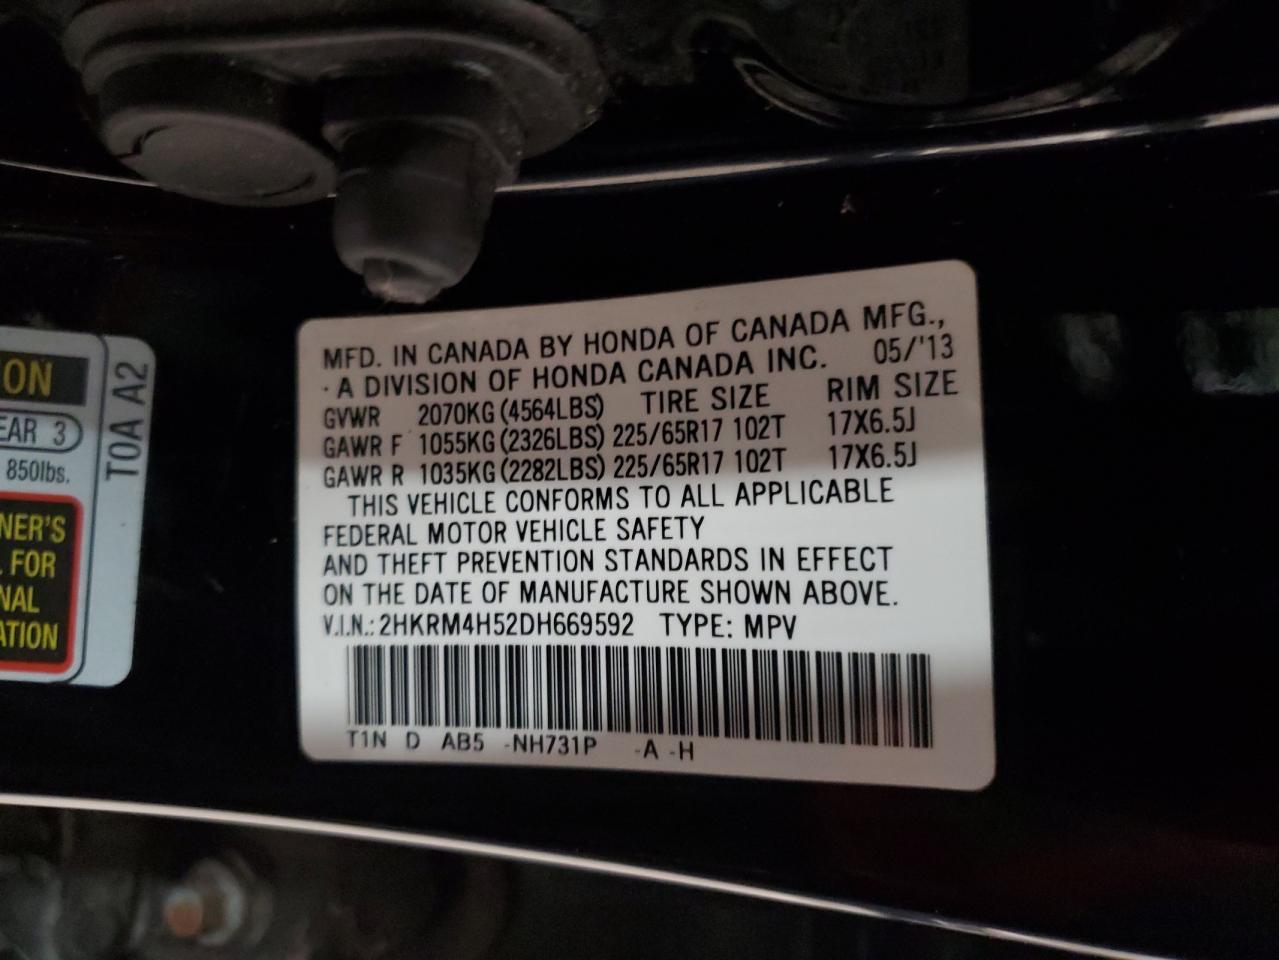 MFD. IN CANADA BY HONDA OF CANADA MFG.,
· A DIVISION OF HONDA CANADA INC. 05/'13
GVWR 2070KG (4564LBS) TIRE SIZE RIM SIZE
GAWR F 1055KG (2326LBS) 225/65R17 102T 17X6.5J
GAWR R 1035KG (2282LBS) 225/65R17 102T 17X6.5J
THIS VEHICLE CONFORMS TO ALL APPLICABLE
FEDERAL MOTOR VEHICLE SAFETY
AND THEFT PREVENTION STANDARDS IN EFFECT
ON THE DATE OF MANUFACTURE SHOWN ABOVE.
V.I.N.: 2HKRM4H52DH669592 TYPE: MPV
T1N D AB5 -NH731P -A -H
ON
EAR 3
850lbs.
NER'S
FOR
NAL
ATION
T0A A2